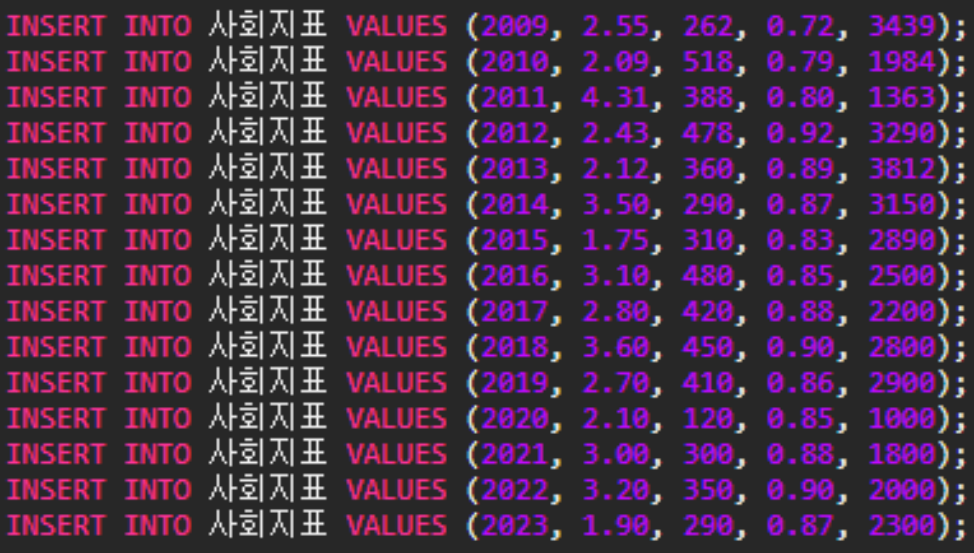 INSERT INTO 사회지표 VALUES (2009, 2.55, 262, 0.72, 3439);
INSERT INTO 사회지표 VALUES (2010, 2.09, 518, 0.79, 1984);
INSERT INTO 사회지표 VALUES (2011, 4.31, 388, 0.80, 1363);
INSERT INTO 사회지표 VALUES (2012, 2.43, 478, 0.92, 3290);
INSERT INTO 사회지표 VALUES (2013, 2.12, 360, 0.89, 3812);
INSERT INTO 사회지표 VALUES (2014, 3.50, 290, 0.87, 3150);
INSERT INTO 사회지표 VALUES (2015, 1.75, 310, 0.83, 2890);
INSERT INTO 사회지표 VALUES (2016, 3.10, 480, 0.85, 2500);
INSERT INTO 사회지표 VALUES (2017, 2.80, 420, 0.88, 2200);
INSERT INTO 사회지표 VALUES (2018, 3.60, 450, 0.90, 2800);
INSERT INTO 사회지표 VALUES (2019, 2.70, 410, 0.86, 2900);
INSERT INTO 사회지표 VALUES (2020, 2.10, 120, 0.85, 1000);
INSERT INTO 사회지표 VALUES (2021, 3.00, 300, 0.88, 1800);
INSERT INTO 사회지표 VALUES (2022, 3.20, 350, 0.90, 2000);
INSERT INTO 사회지표 VALUES (2023, 1.90, 290, 0.87, 2300);